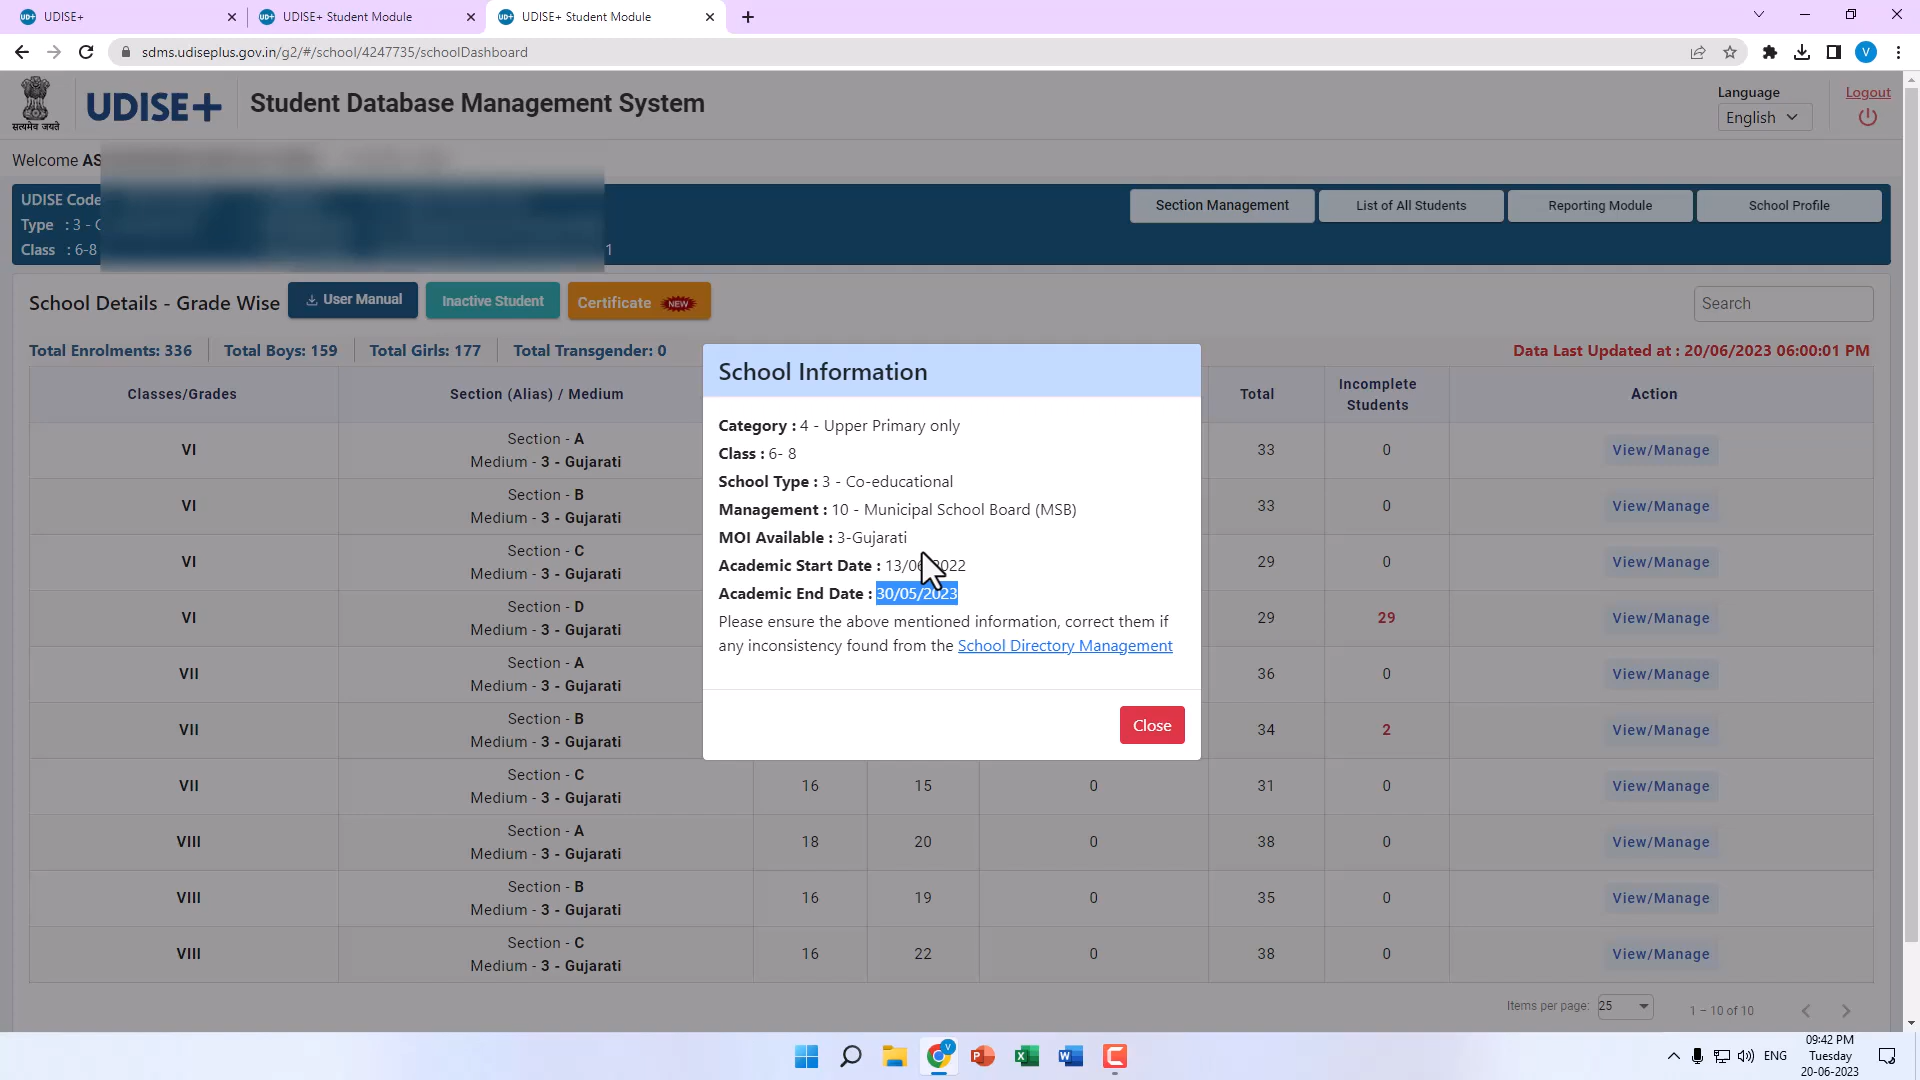 UDISE+
UDISE+ Student Module
UDISE+ Student Module
sdms.udiseplus.gov.in/g2/#/school/4247735/schoolDashboard
V
सत्यमेव जयते
UDISE+
Student Database Management System
Language
English
Logout
Welcome AS
UDISE Code
Type : 3 -
Class : 6-8
1
Section Management
List of All Students
Reporting Module
School Profile
School Details - Grade Wise
User Manual
Inactive Student
Certificate NEW
Search
Total Enrolments: 336
Total Boys: 159
Total Girls: 177
Total Transgender: 0
Data Last Updated at : 20/06/2023 06:00:01 PM
Classes/Grades
Section (Alias) / Medium
Total
Incomplete
Students
Action
VI
Section - A
Medium - 3 - Gujarati
33
0
View/Manage
VI
Section - B
Medium - 3 - Gujarati
33
0
View/Manage
VI
Section - C
Medium - 3 - Gujarati
29
0
View/Manage
VI
Section - D
Medium - 3 - Gujarati
29
29
View/Manage
VII
Section - A
Medium - 3 - Gujarati
36
0
View/Manage
VII
Section - B
Medium - 3 - Gujarati
34
2
View/Manage
VII
Section - C
Medium - 3 - Gujarati
16
15
0
31
0
View/Manage
VIII
Section - A
Medium - 3 - Gujarati
18
20
0
38
0
View/Manage
VIII
Section - B
Medium - 3 - Gujarati
16
19
0
35
0
View/Manage
VIII
Section - C
Medium - 3 - Gujarati
16
22
0
38
0
View/Manage
School Information
Category : 4 - Upper Primary only
Class : 6- 8
School Type : 3 - Co-educational
Management : 10 - Municipal School Board (MSB)
MOI Available : 3-Gujarati
Academic Start Date : 13/06/2022
Academic End Date : 30/05/2023
Please ensure the above mentioned information, correct them if
any inconsistency found from the School Directory Management
Close
Items per page: 25
1 – 10 of 10
ENG
09:42 PM
Tuesday
20-06-2023